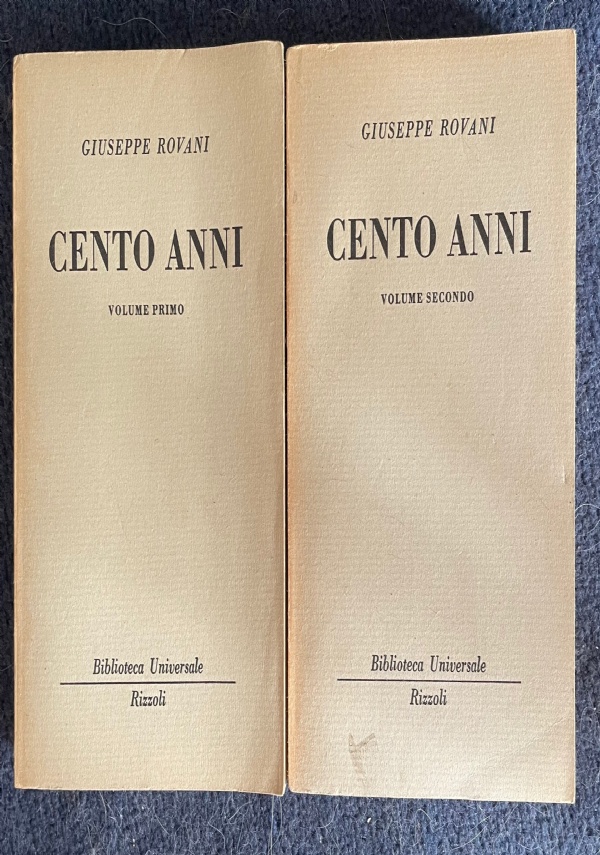 GIUSEPPE ROVANI
CENTO ANNI
VOLUME PRIMO
Biblioteca Universale
Rizzoli
GIUSEPPE ROVANI
CENTO ANNI
VOLUME SECONDO
Biblioteca Universale
Rizzoli